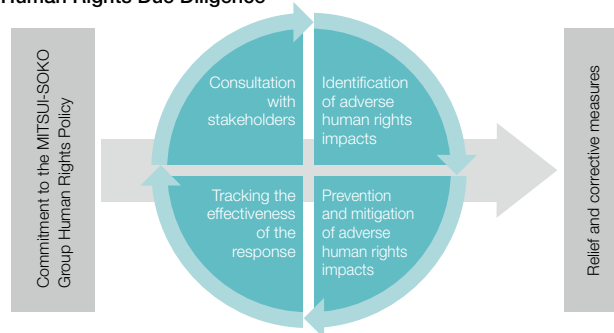 Human Rights Due Diligence
Commitment to the MITSUI-SOKO
Group Human Rights Policy
Consultation
with
stakeholders
Identification
of adverse
human rights
impacts
Tracking the
effectiveness
of the
response
Prevention
and mitigation
of adverse
human rights
impacts
Relief and corrective measures